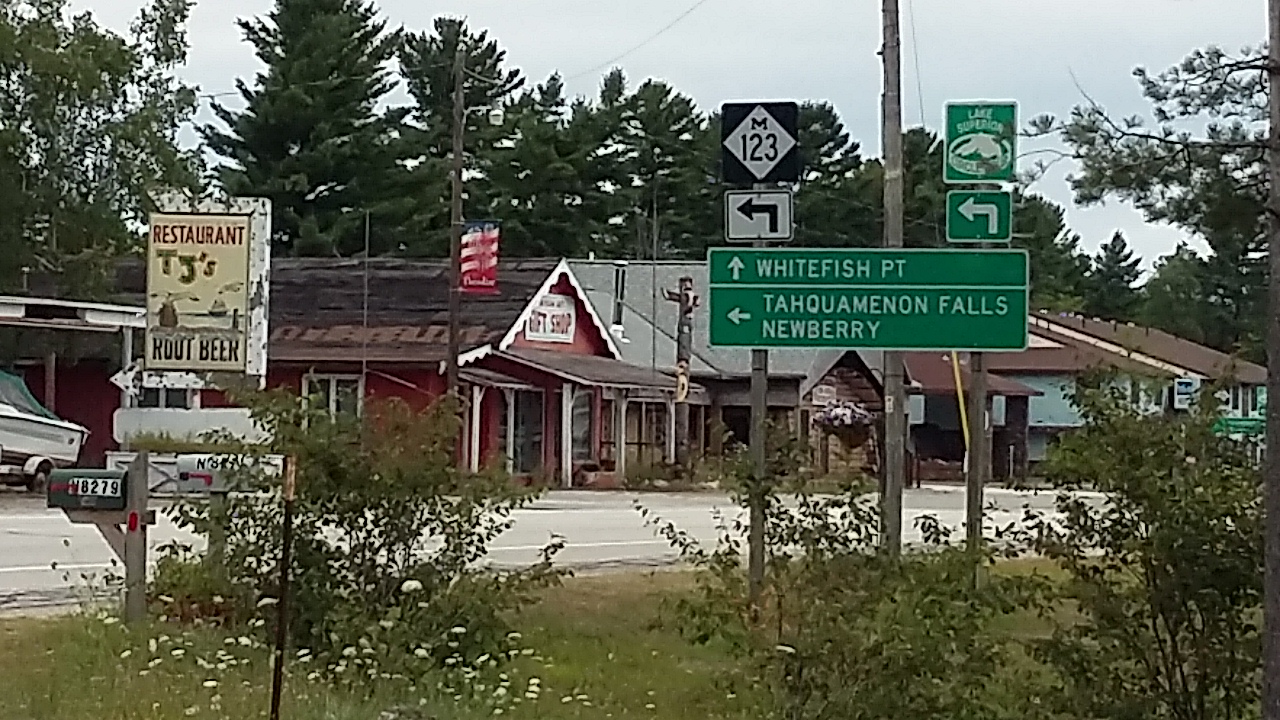 RESTAURANT
TJ's
ROOT BEER
GIFT SHOP
M
123
LAKE
SUPERIOR
WHITEFISH PT
TAHQUAMENON FALLS
NEWBERRY
N8279